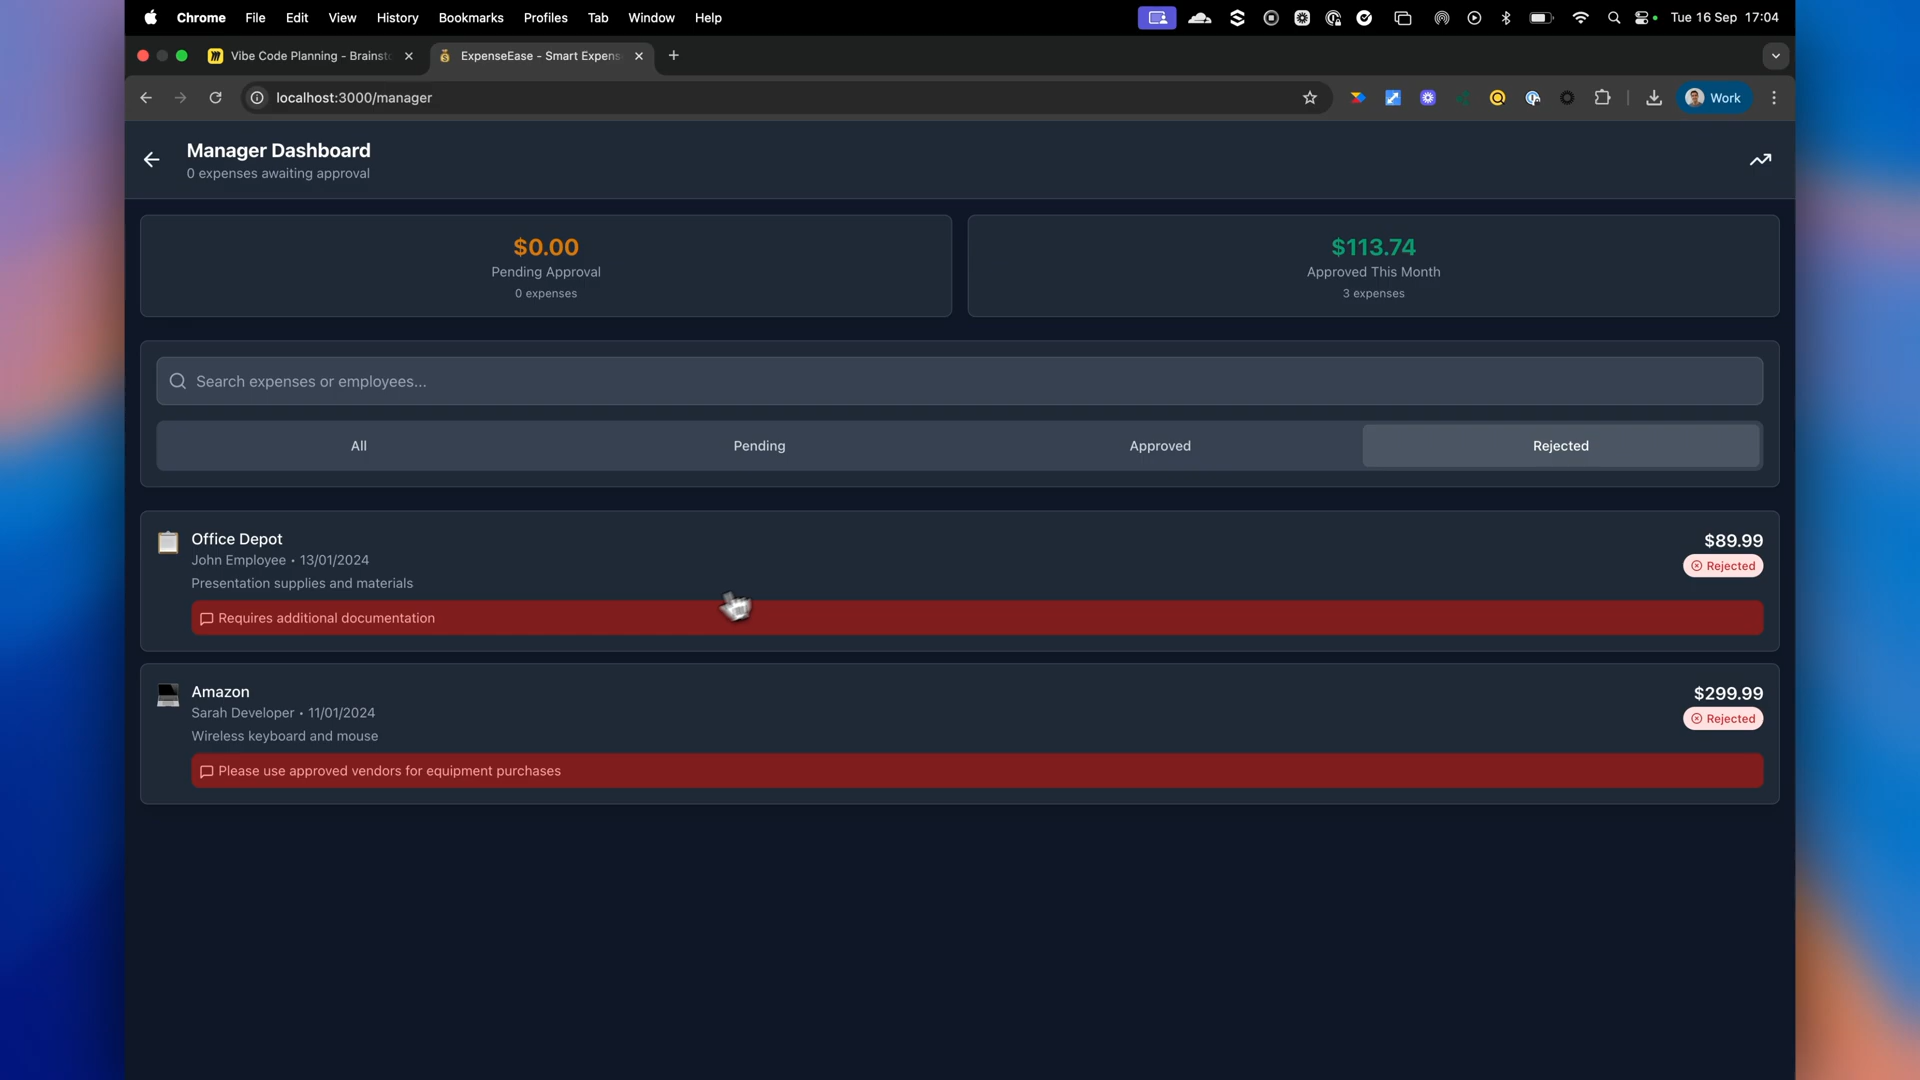 Chrome File Edit View History Bookmarks Profiles Tab Window Help Tue 16 Sep 17:04
Vibe Code Planning - Brainsto ExpenseEase - Smart Expens
localhost:3000/manager Work
Manager Dashboard
0 expenses awaiting approval
$0.00
Pending Approval
0 expenses
$113.74
Approved This Month
3 expenses
Search expenses or employees...
All Pending Approved Rejected
Office Depot $89.99
John Employee • 13/01/2024 Rejected
Presentation supplies and materials
Requires additional documentation
Amazon $299.99
Sarah Developer • 11/01/2024 Rejected
Wireless keyboard and mouse
Please use approved vendors for equipment purchases